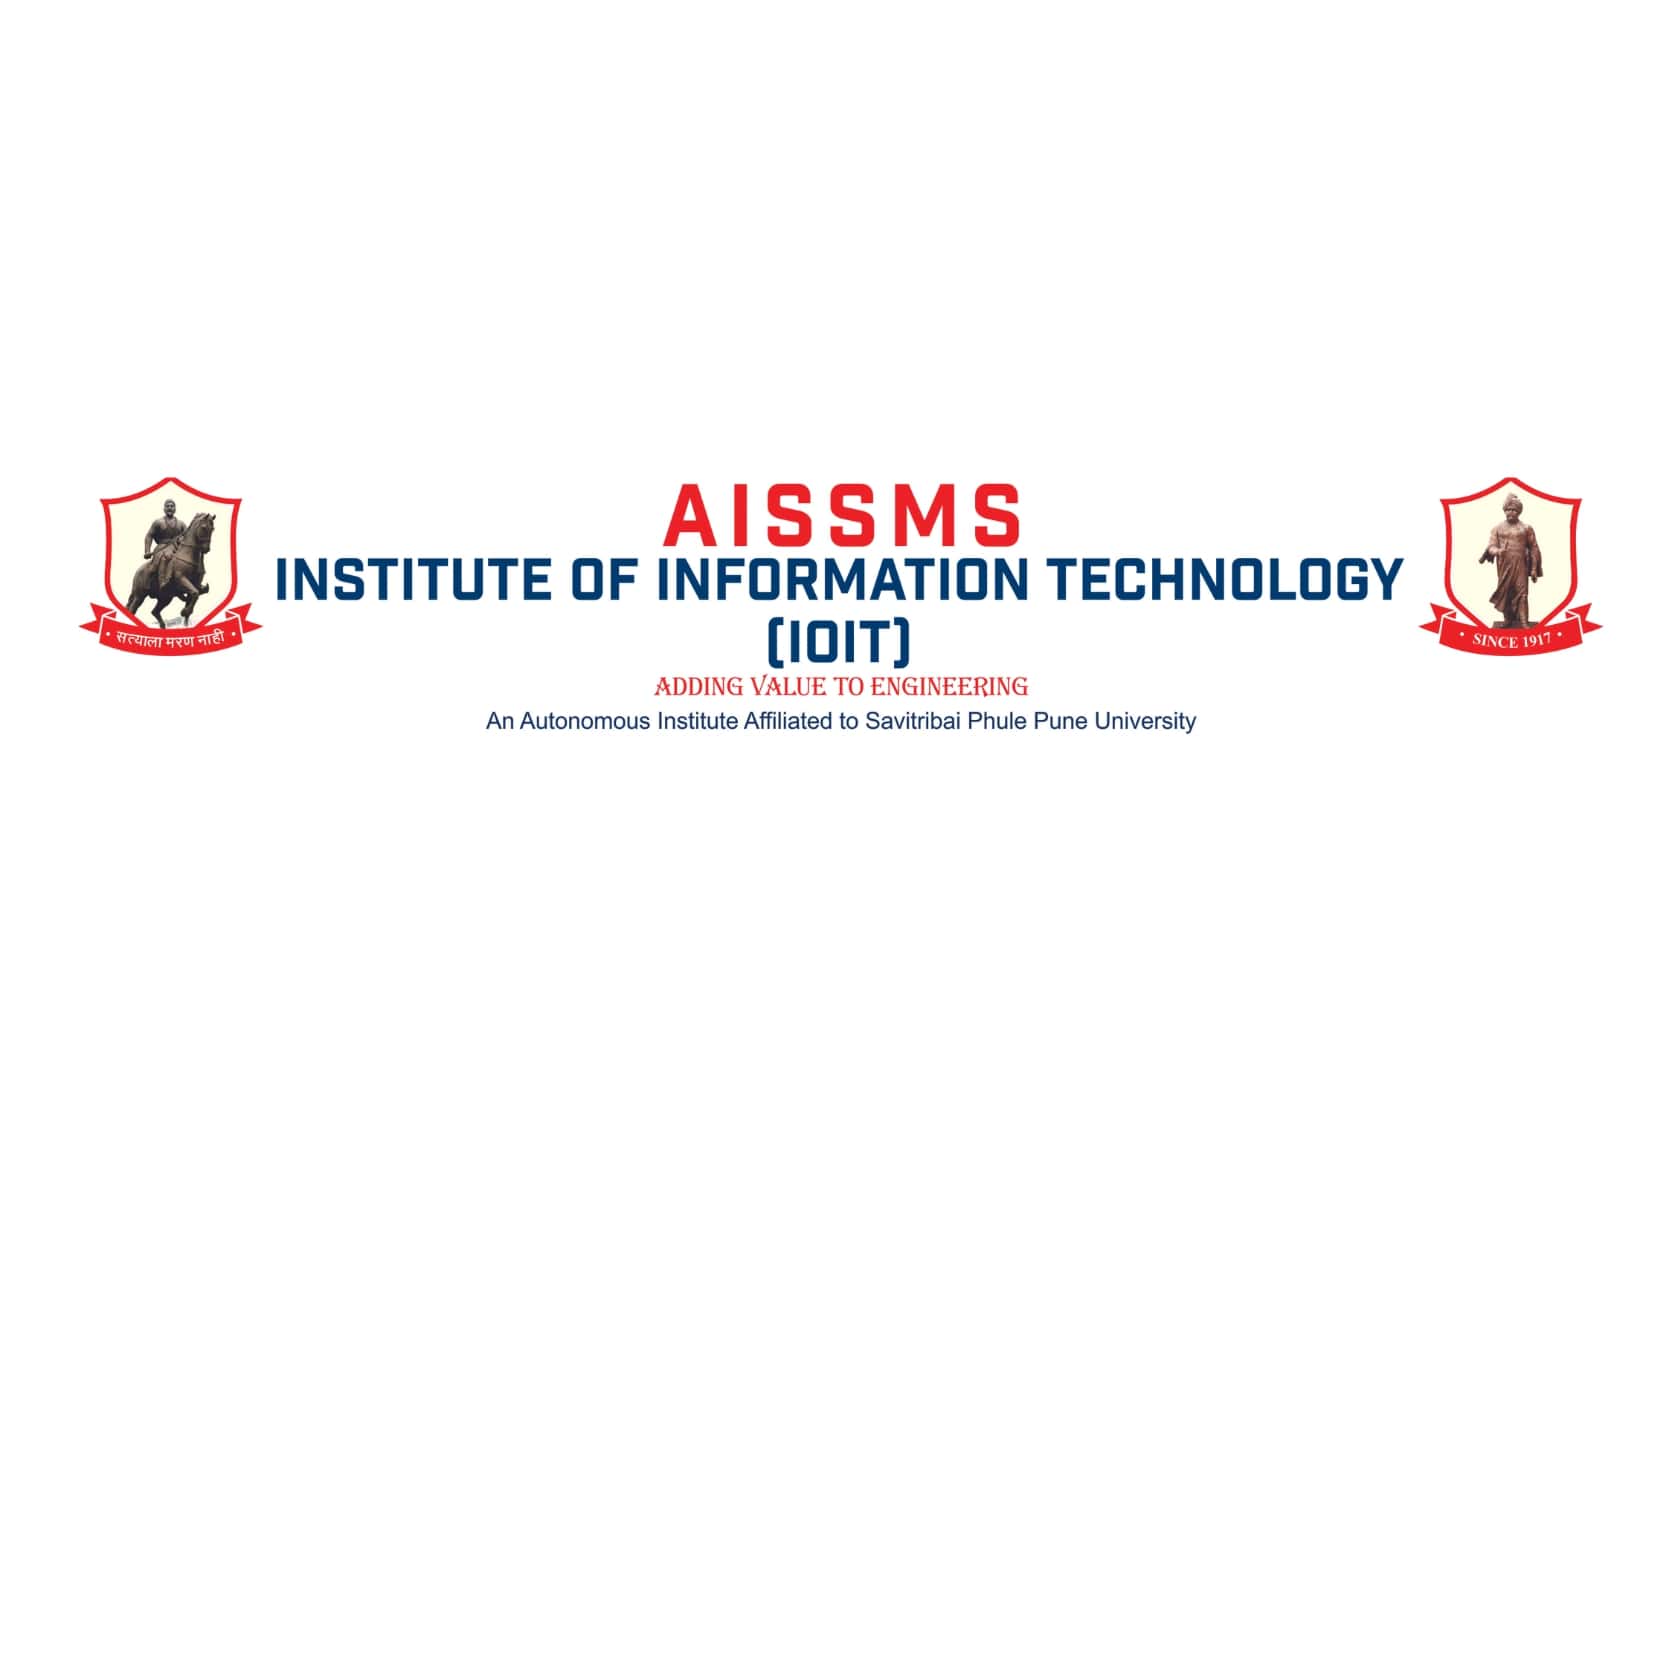 AISSMS
INSTITUTE OF INFORMATION TECHNOLOGY
(IOIT)
ADDING VALUE TO ENGINEERING
An Autonomous Institute Affiliated to Savitribai Phule Pune University
• सत्याला मरण नाही •
• SINCE 1917 •